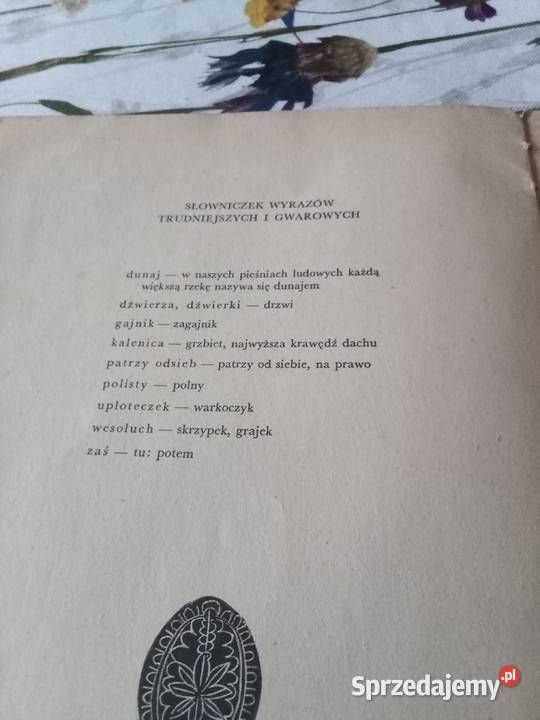 SŁOWNICZEK WYRAZÓW
TRUDNIEJSZYCH I GWAROWYCH
dunaj — w naszych pieśniach ludowych każdą
większą rzekę nazywa się dunajem
dźwierza, dźwierki — drzwi
gajnik — zagajnik
kalenica — grzbiet, najwyższa krawędź dachu
patrzy odsieb — patrzy od siebie, na prawo
polisty — polny
upłoteczek — warkoczyk
wesołuch — skrzypek, grajek
zaś — tu: potem
Sprzedajemy.pl